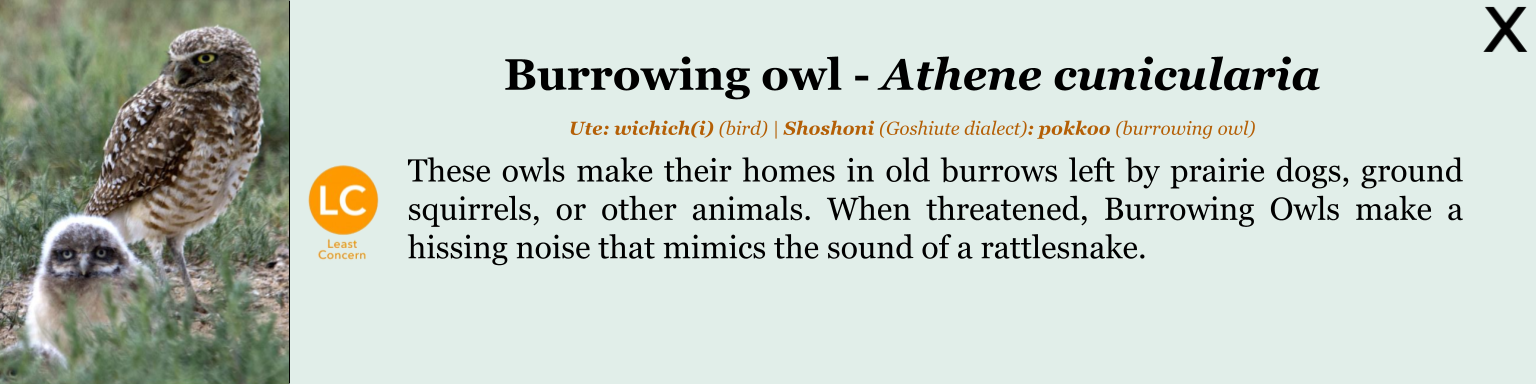 X
Burrowing owl - Athene cunicularia
Ute: wichich(i) (bird) | Shoshoni (Goshiute dialect): pokkoo (burrowing owl)
LC
Least
Concern
These owls make their homes in old burrows left by prairie dogs, ground
squirrels, or other animals. When threatened, Burrowing Owls make a
hissing noise that mimics the sound of a rattlesnake.